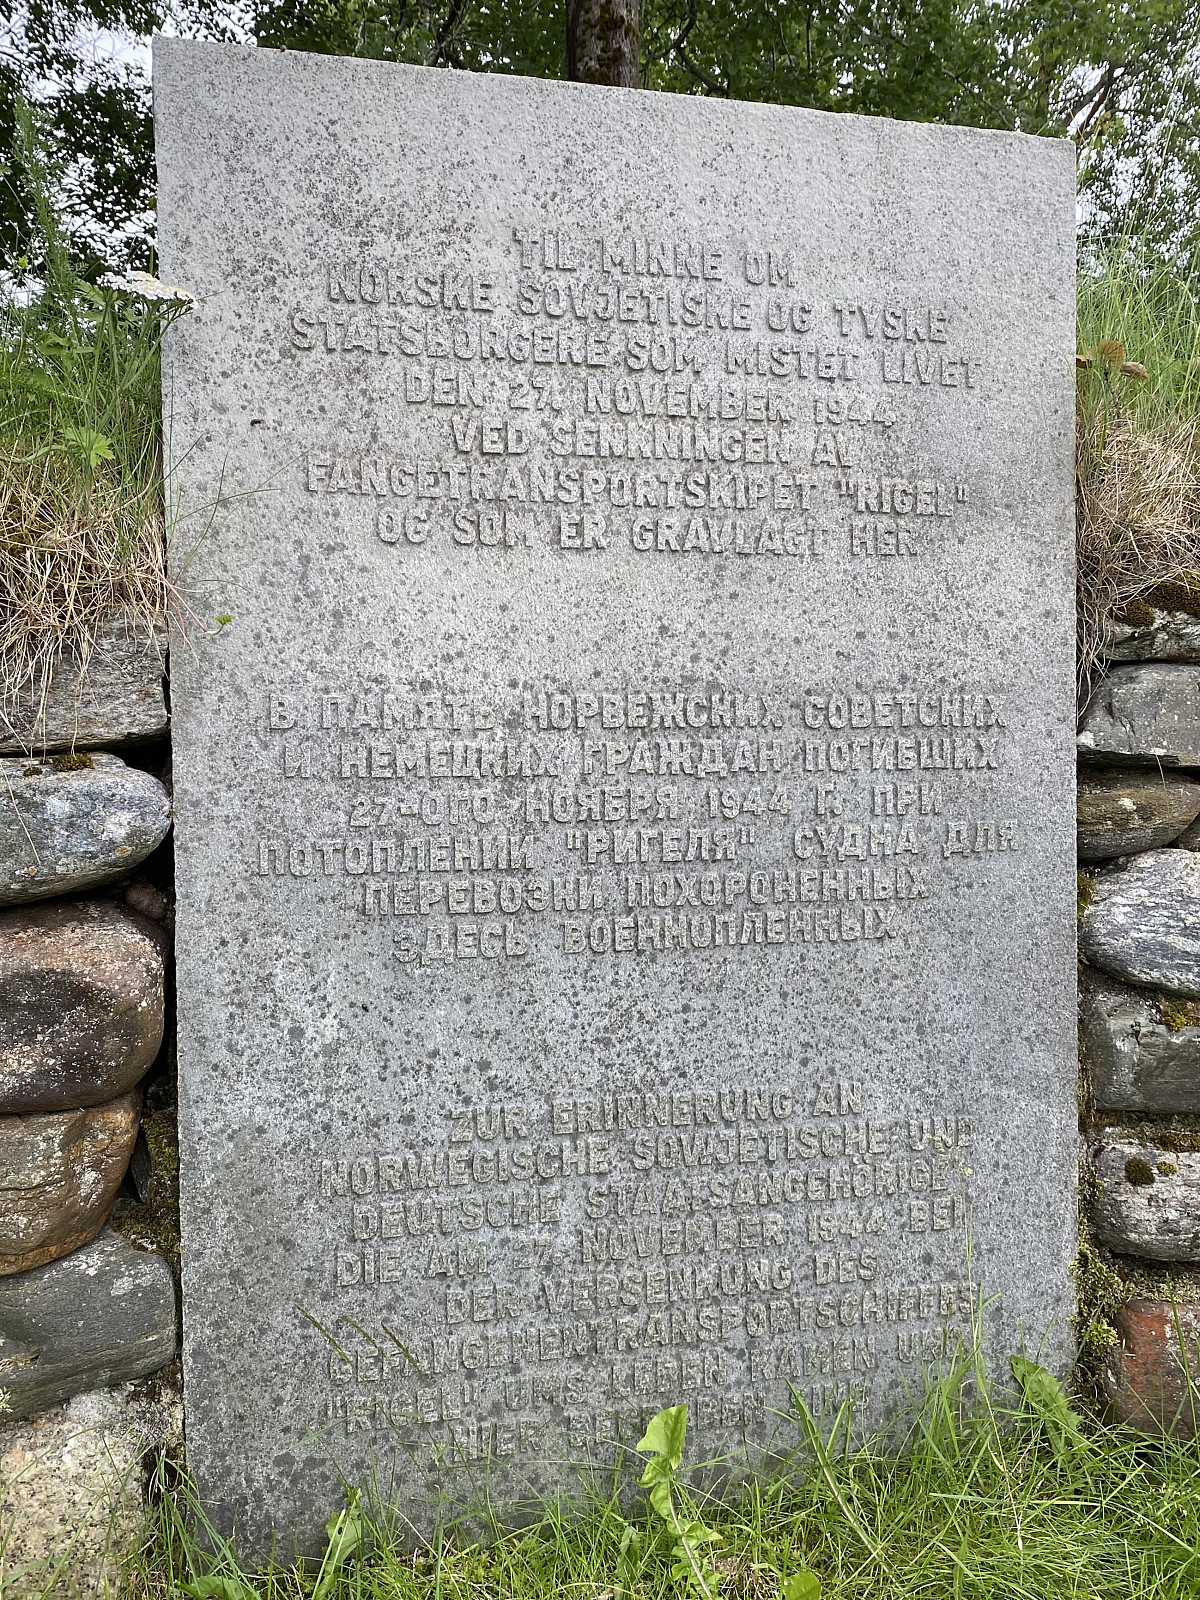 TIL MINNE OM
NORSKE SOVJETISKE OG TYSKE
STATSBORGERE SOM MISTET LIVET
DEN 27. NOVEMBER 1944
VED SENKNINGEN AV
FANGETRANSPORTSKIPET "RIGEL"
OG SOM ER GRAVLAGT HER
В ПАМЯТЬ НОРВЕЖСКИХ СОВЕТСКИХ
И НЕМЕЦКИХ ГРАЖДАН ПОГИБШИХ
27-ОГО НОЯБРЯ 1944 Г. ПРИ
ПОТОПЛЕНИИ "РИГЕЛЯ" СУДНА ДЛЯ
ПЕРЕВОЗКИ ПОХОРОНЕННЫХ
ЗДЕСЬ ВОЕННОПЛЕННЫХ
ZUR ERINNERUNG AN
NORWEGISCHE SOWJETISCHE UND
DEUTSCHE STAATSANGEHÖRIGE
DIE AM 27. NOVEMBER 1944 BEI
DER VERSENKUNG DES
GEFANGENENTRANSPORTSCHIFFES
"RIGEL" UMS LEBEN KAMEN UND
HIER BEGRABEN SIND